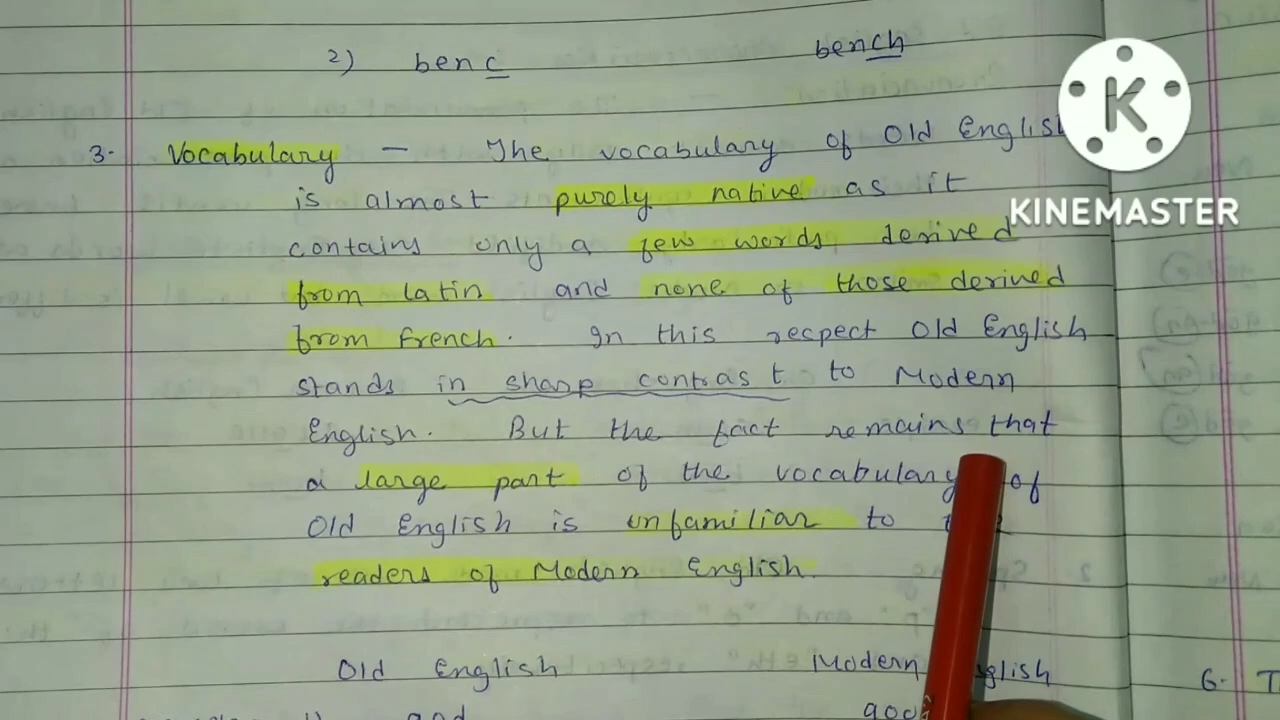 2) benc bench
3. Vocabulary — The vocabulary of Old English
is almost purely native as it
contains only a few words derived
from latin and none of those derived
from french. In this respect Old English
stands in sharp contrast to Modern
English. But the fact remains that
a large part of the vocabulary of
Old English is unfamiliar to
readers of Modern English.
Old English Modern English
6.
K
KINEMASTER